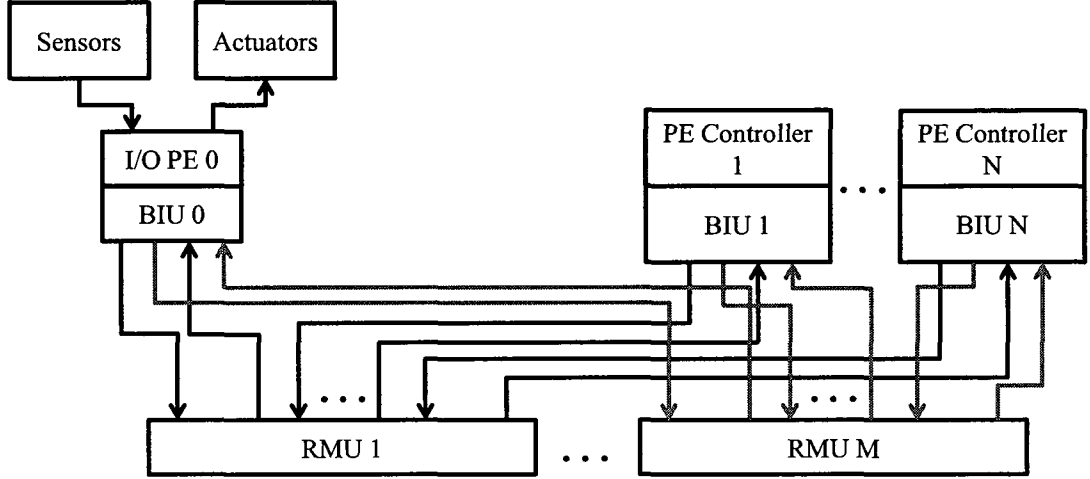 Sensors
Actuators
I/O PE 0
BIU 0
PE Controller
1
BIU 1
. . .
PE Controller
N
BIU N
. . .
. . .
RMU 1
. . .
RMU M